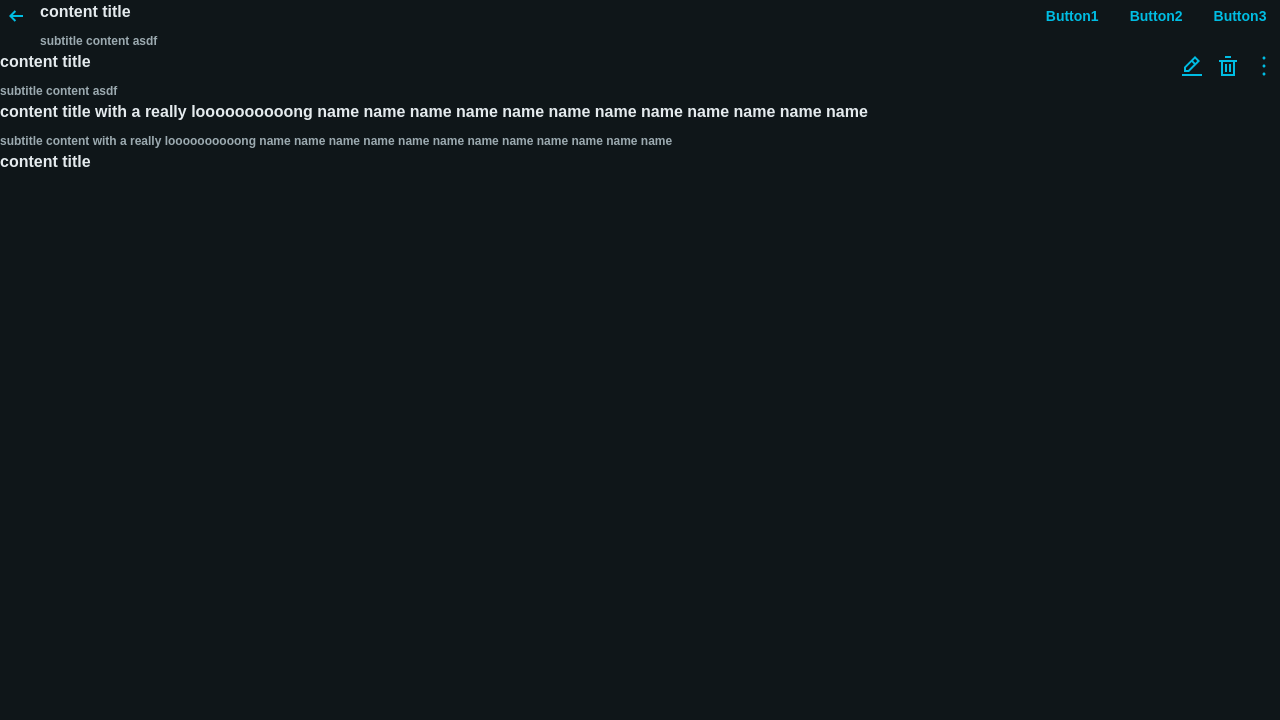 content title
Button1 Button2 Button3
subtitle content asdf
content title
subtitle content asdf
content title with a really loooooooooong name name name name name name name name name name name name
subtitle content with a really loooooooooong name name name name name name name name name name name name
content title